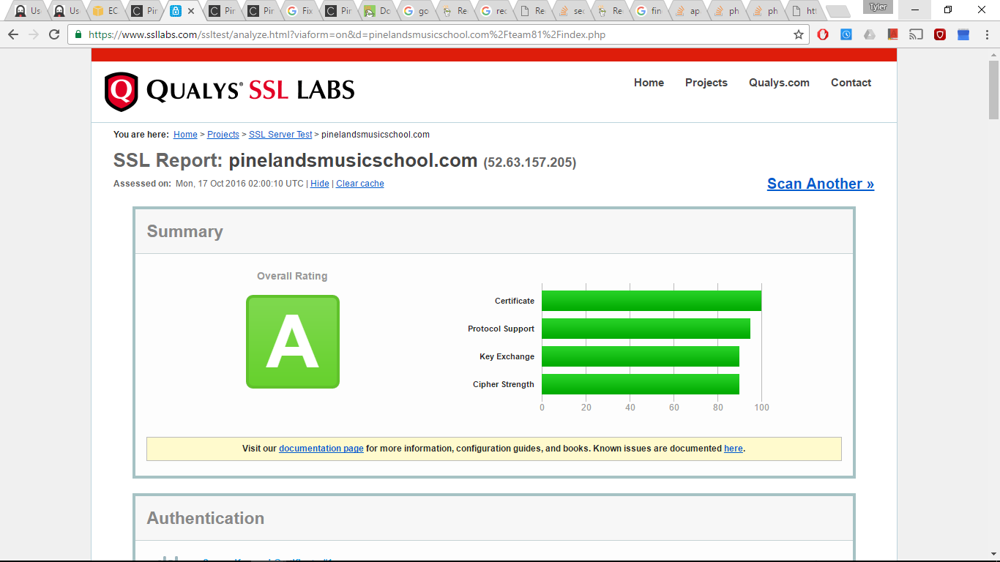 Us Us EC Pir Pir Pir Fix Pir Do goo Re rec Re sec Re fin ap ph ph htt Tyler
https://www.ssllabs.com/ssltest/analyze.html?viaform=on&d=pinelandsmusicschool.com%2Fteam81%2Findex.php
QUALYS® SSL LABS
Home Projects Qualys.com Contact
You are here: Home > Projects > SSL Server Test > pinelandsmusicschool.com
SSL Report: pinelandsmusicschool.com (52.63.157.205)
Assessed on: Mon, 17 Oct 2016 02:00:10 UTC | Hide | Clear cache
Scan Another »
Summary
Overall Rating
A
Certificate
Protocol Support
Key Exchange
Cipher Strength
0 20 40 60 80 100
Visit our documentation page for more information, configuration guides, and books. Known issues are documented here.
Authentication